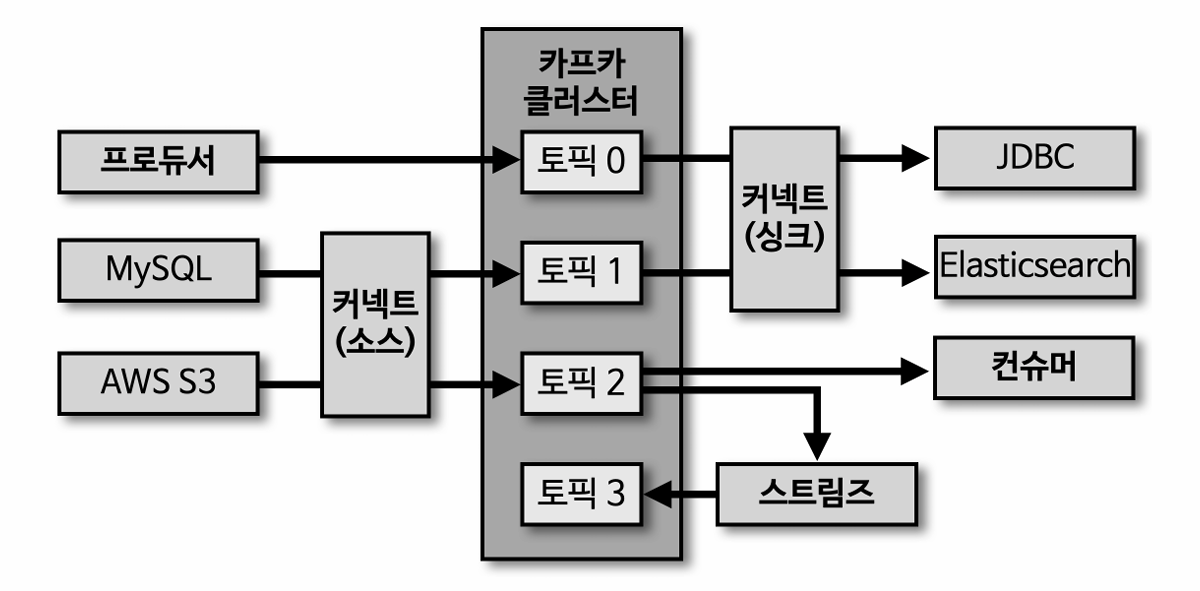 카프카
클러스터
프로듀서
토픽 0
JDBC
MySQL
커넥트
(소스)
토픽 1
커넥트
(싱크)
Elasticsearch
AWS S3
토픽 2
컨슈머
토픽 3
스트림즈